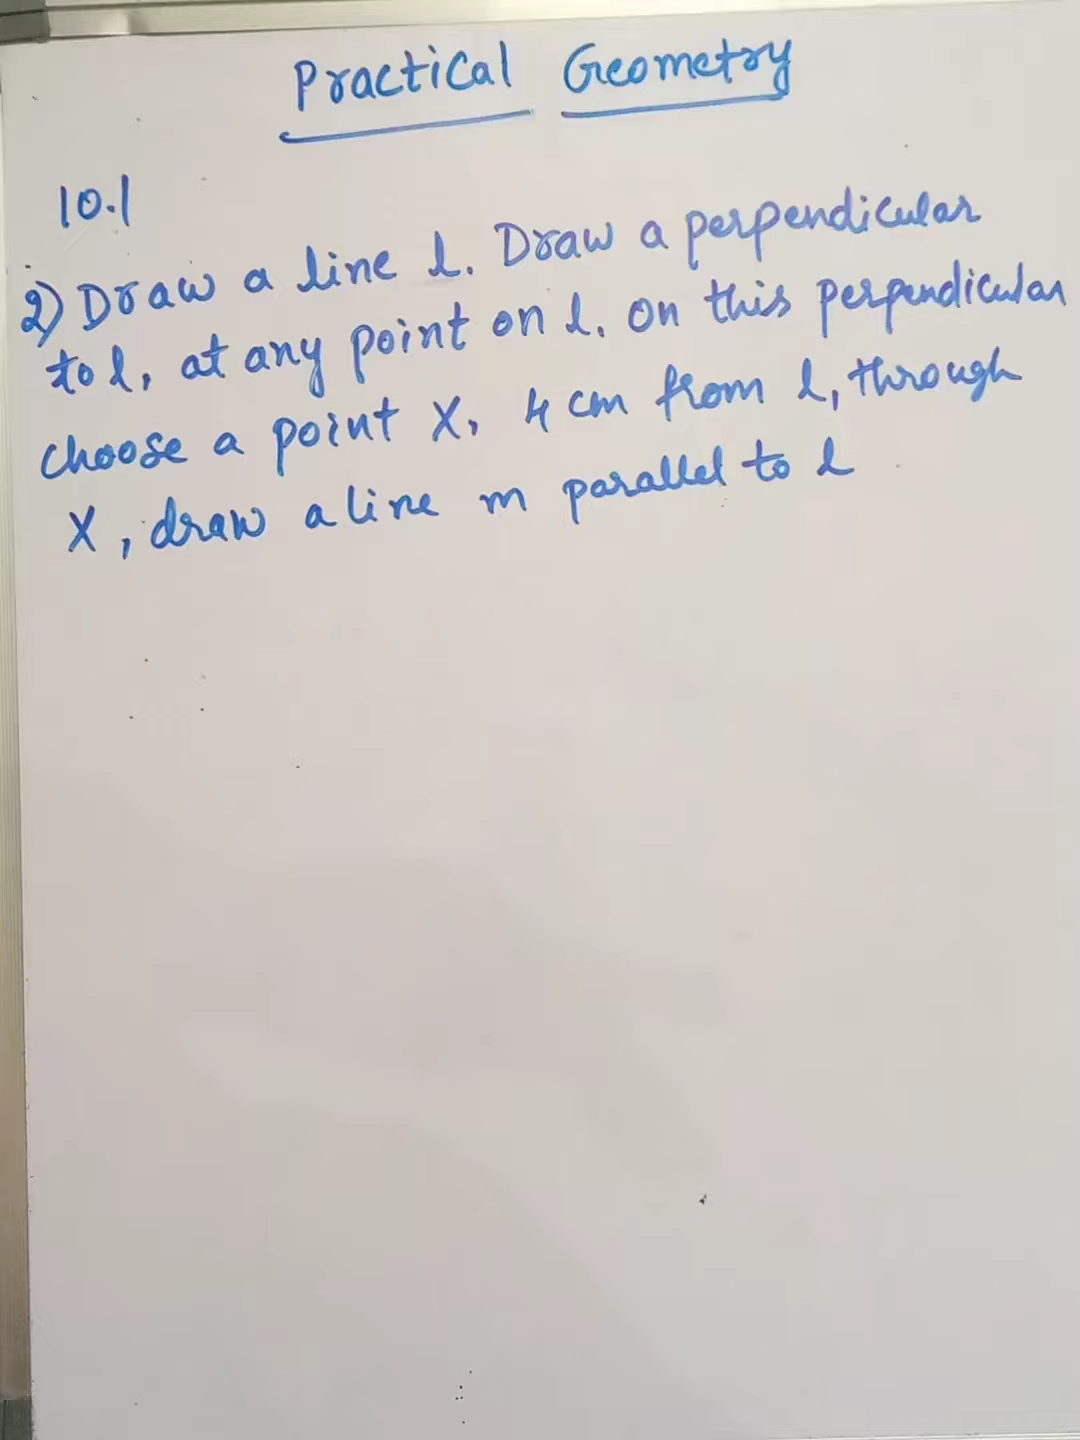 Practical Geometry
10.1
2) Draw a line l. Draw a perpendicular
to l, at any point on l. on this perpendicular
choose a point X, 4 cm from l, through
X, draw a line m parallel to l